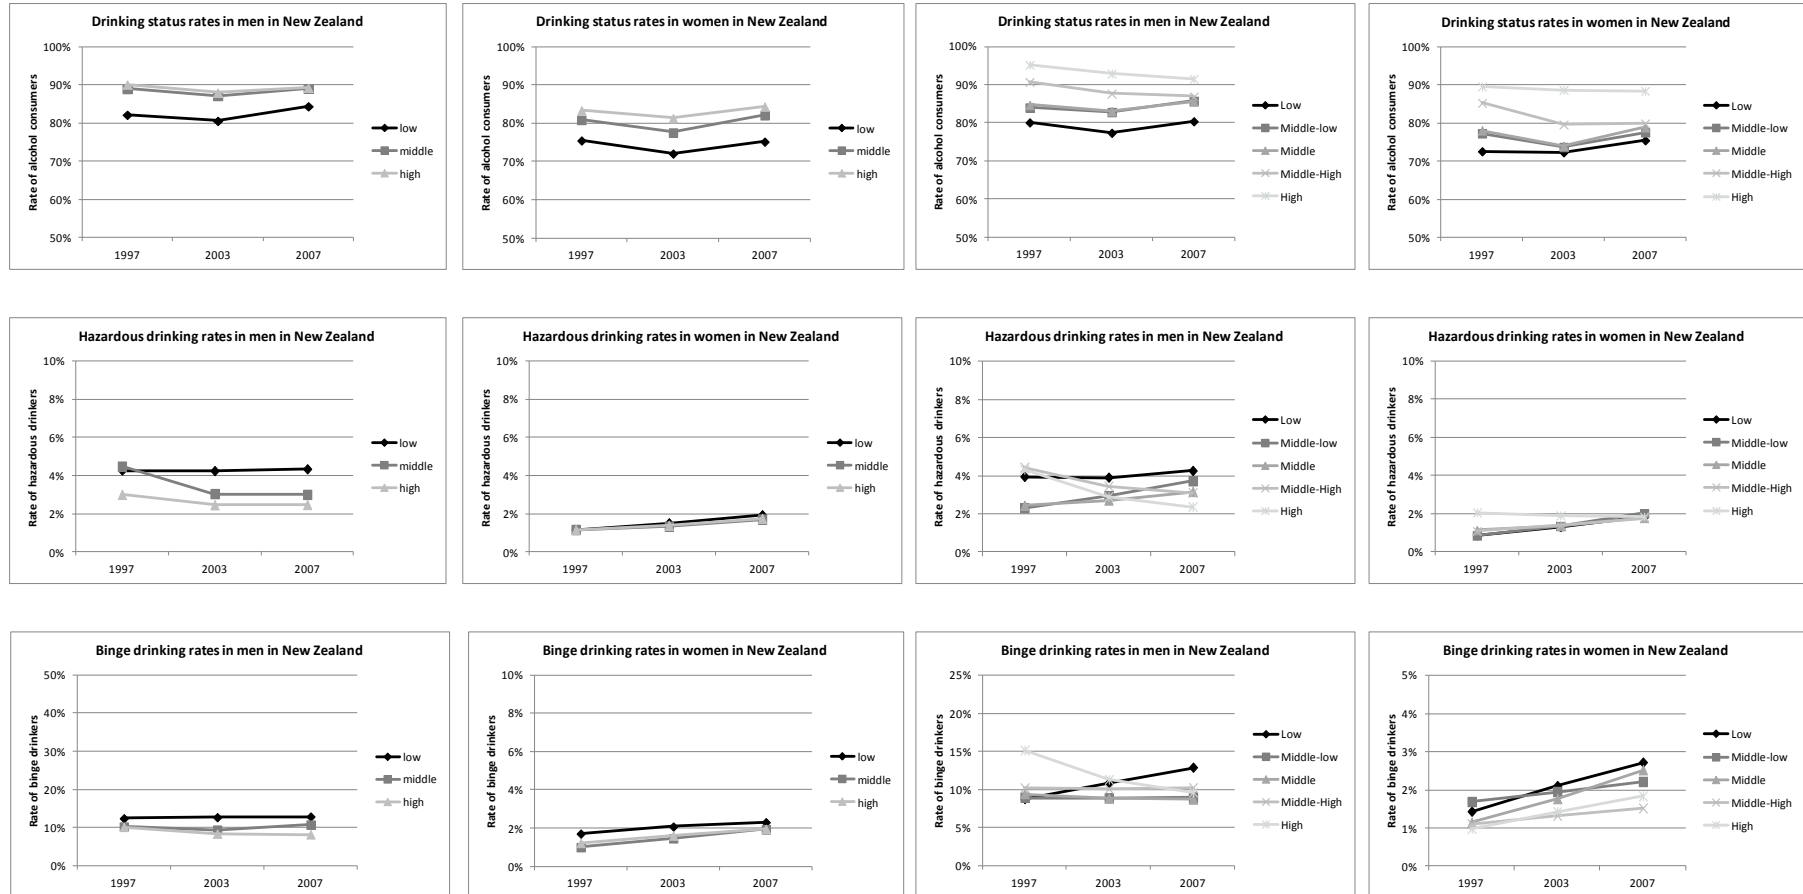 Drinking status rates in men in New Zealand
Rate of alcohol consumers
100%
90%
80%
70%
60%
50%
1997 2003 2007
low
middle
high
Drinking status rates in women in New Zealand
Rate of alcohol consumers
100%
90%
80%
70%
60%
50%
1997 2003 2007
low
middle
high
Drinking status rates in men in New Zealand
Rate of alcohol consumers
100%
90%
80%
70%
60%
50%
1997 2003 2007
Low
Middle-low
Middle
Middle-High
High
Drinking status rates in women in New Zealand
Rate of alcohol consumers
100%
90%
80%
70%
60%
50%
1997 2003 2007
Low
Middle-low
Middle
Middle-High
High
Hazardous drinking rates in men in New Zealand
Rate of hazardous drinkers
10%
8%
6%
4%
2%
0%
1997 2003 2007
low
middle
high
Hazardous drinking rates in women in New Zealand
Rate of hazardous drinkers
10%
8%
6%
4%
2%
0%
1997 2003 2007
low
middle
high
Hazardous drinking rates in men in New Zealand
Rate of hazardous drinkers
10%
8%
6%
4%
2%
0%
1997 2003 2007
Low
Middle-low
Middle
Middle-High
High
Hazardous drinking rates in women in New Zealand
Rate of hazardous drinkers
10%
8%
6%
4%
2%
0%
1997 2003 2007
Low
Middle-low
Middle
Middle-High
High
Binge drinking rates in men in New Zealand
Rate of binge drinkers
50%
40%
30%
20%
10%
0%
1997 2003 2007
low
middle
high
Binge drinking rates in women in New Zealand
Rate of binge drinkers
10%
8%
6%
4%
2%
0%
1997 2003 2007
low
middle
high
Binge drinking rates in men in New Zealand
Rate of binge drinkers
25%
20%
15%
10%
5%
0%
1997 2003 2007
Low
Middle-low
Middle
Middle-High
High
Binge drinking rates in women in New Zealand
Rate of binge drinkers
5%
4%
3%
2%
1%
0%
1997 2003 2007
Low
Middle-low
Middle
Middle-High
High